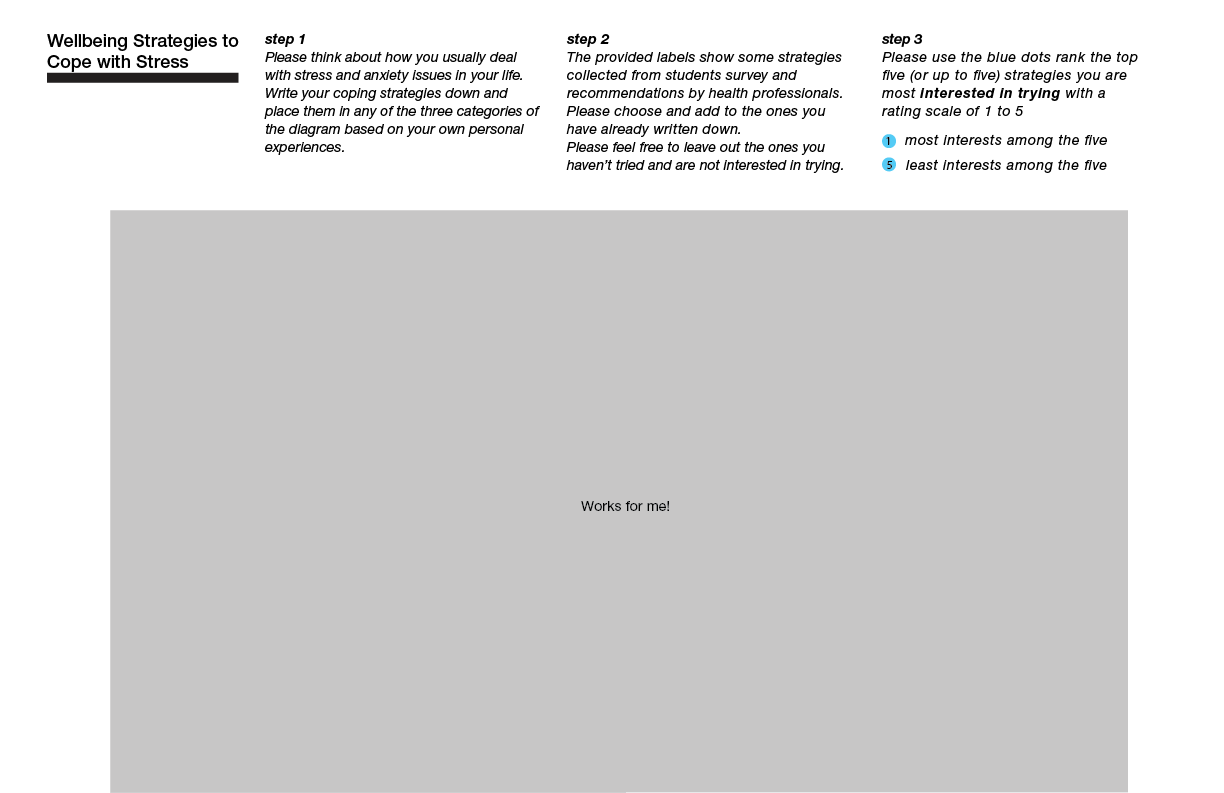 Wellbeing Strategies to
Cope with Stress
step 1
Please think about how you usually deal
with stress and anxiety issues in your life.
Write your coping strategies down and
place them in any of the three categories of
the diagram based on your own personal
experiences.
step 2
The provided labels show some strategies
collected from students survey and
recommendations by health professionals.
Please choose and add to the ones you
have already written down.
Please feel free to leave out the ones you
haven't tried and are not interested in trying.
step 3
Please use the blue dots rank the top
five (or up to five) strategies you are
most interested in trying with a
rating scale of 1 to 5
1 most interests among the five
5 least interests among the five
Works for me!